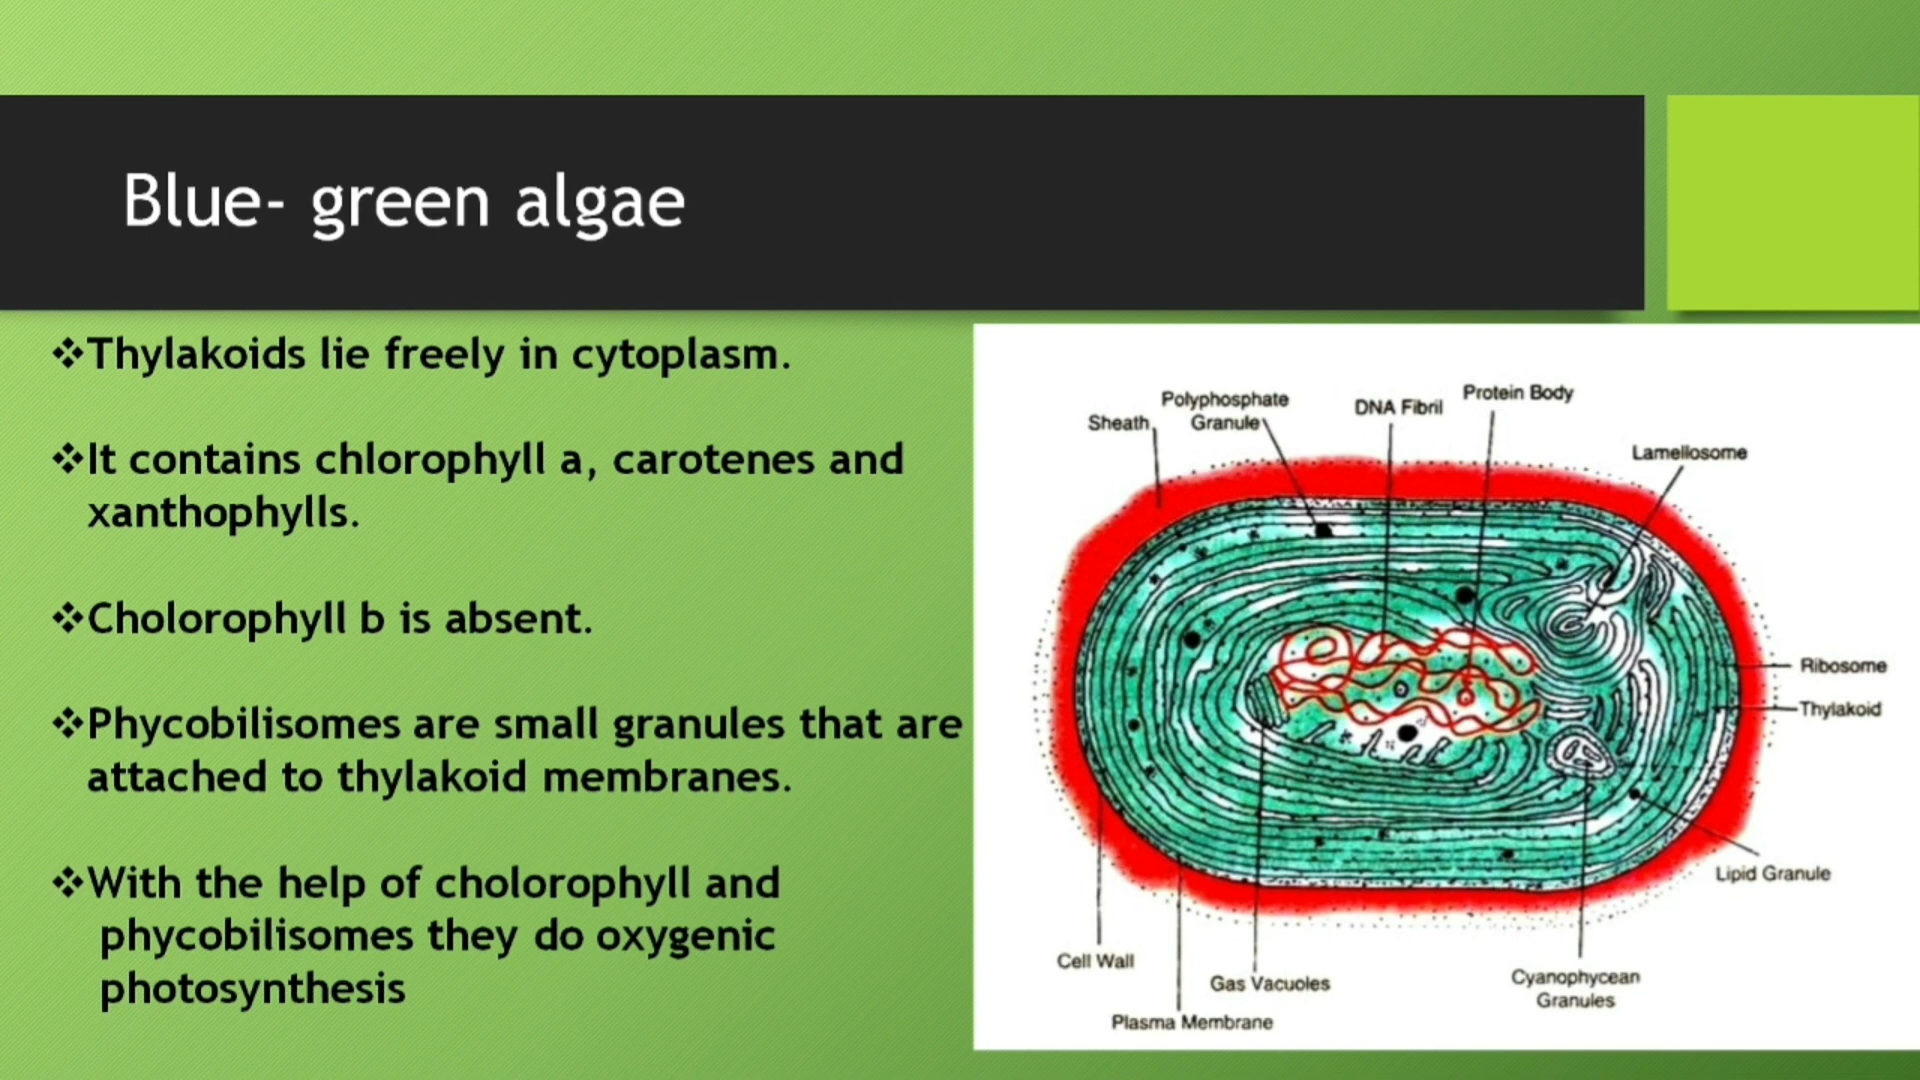 Blue- green algae
❖Thylakoids lie freely in cytoplasm.
❖It contains chlorophyll a, carotenes and
xanthophylls.
❖Cholorophyll b is absent.
❖Phycobilisomes are small granules that are
attached to thylakoid membranes.
❖With the help of cholorophyll and
phycobilisomes they do oxygenic
photosynthesis
Sheath
Polyphosphate
Granule
DNA Fibril
Protein Body
Lamellosome
Ribosome
Thylakoid
Lipid Granule
Cyanophycean
Granules
Gas Vacuoles
Plasma Membrane
Cell Wall